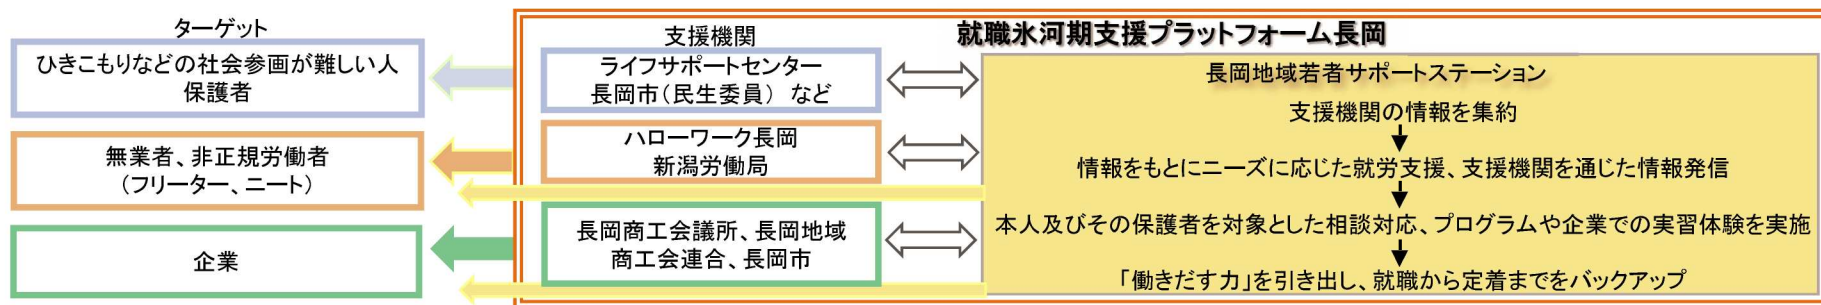 ターゲット
ひきこもりなどの社会参画が難しい人
保護者
無業者、非正規労働者
（フリーター、ニート）
企業
就職氷河期支援プラットフォーム長岡
支援機関
ライフサポートセンター
長岡市（民生委員） など
ハローワーク長岡
新潟労働局
長岡商工会議所、長岡地域
商工会連合、長岡市
長岡地域若者サポートステーション
支援機関の情報を集約
情報をもとにニーズに応じた就労支援、支援機関を通じた情報発信
本人及びその保護者を対象とした相談対応、プログラムや企業での実習体験を実施
「働きだす力」を引き出し、就職から定着までをバックアップ